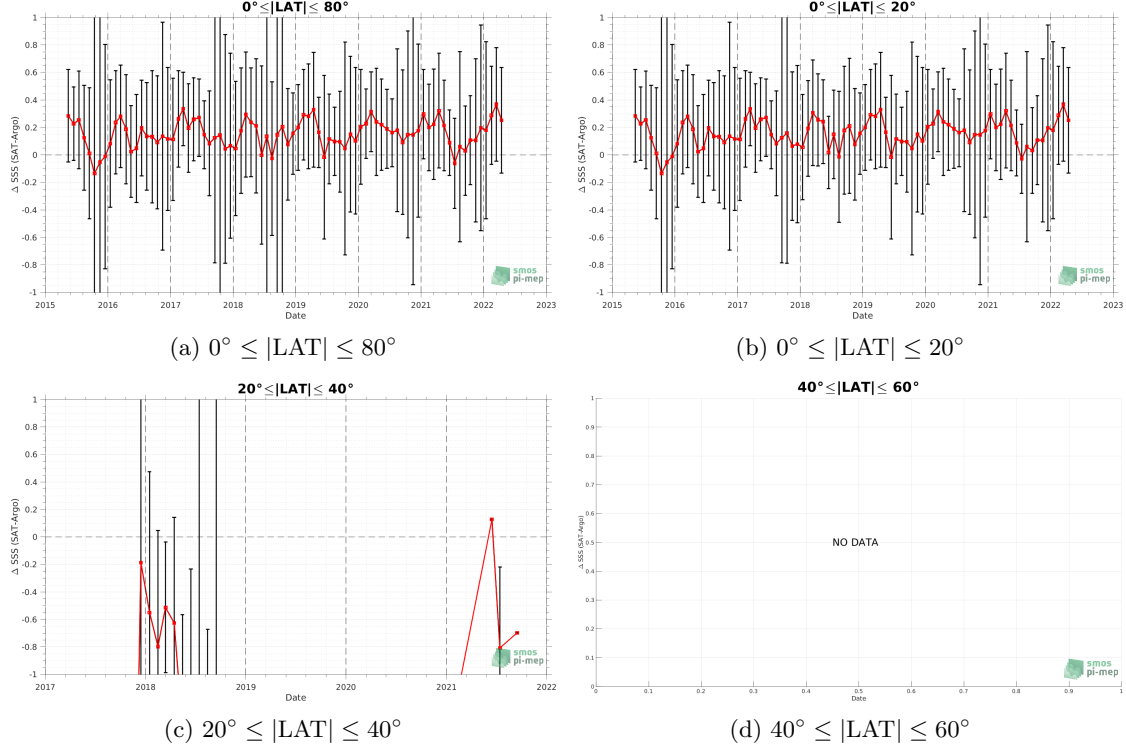 0°≤|LAT|≤ 80°
Δ SSS (SAT-Argo)
1
0.8
0.6
0.4
0.2
0
-0.2
-0.4
-0.6
-0.8
-1
2015 2016 2017 2018 2019 2020 2021 2022 2023
Date
smos
pi-mep
(a) 0° ≤ |LAT| ≤ 80°
0°≤|LAT|≤ 20°
Δ SSS (SAT-Argo)
1
0.8
0.6
0.4
0.2
0
-0.2
-0.4
-0.6
-0.8
-1
2015 2016 2017 2018 2019 2020 2021 2022 2023
Date
smos
pi-mep
(b) 0° ≤ |LAT| ≤ 20°
20°≤|LAT|≤ 40°
Δ SSS (SAT-Argo)
1
0.8
0.6
0.4
0.2
0
-0.2
-0.4
-0.6
-0.8
-1
2017 2018 2019 2020 2021 2022
Date
smos
pi-mep
(c) 20° ≤ |LAT| ≤ 40°
40°≤|LAT|≤ 60°
Δ SSS (SAT-Argo)
1
0.9
0.8
0.7
0.6
0.5
0.4
0.3
0.2
0.1
0
NO DATA
0 0.1 0.2 0.3 0.4 0.5 0.6 0.7 0.8 0.9 1
Date
smos
pi-mep
(d) 40° ≤ |LAT| ≤ 60°